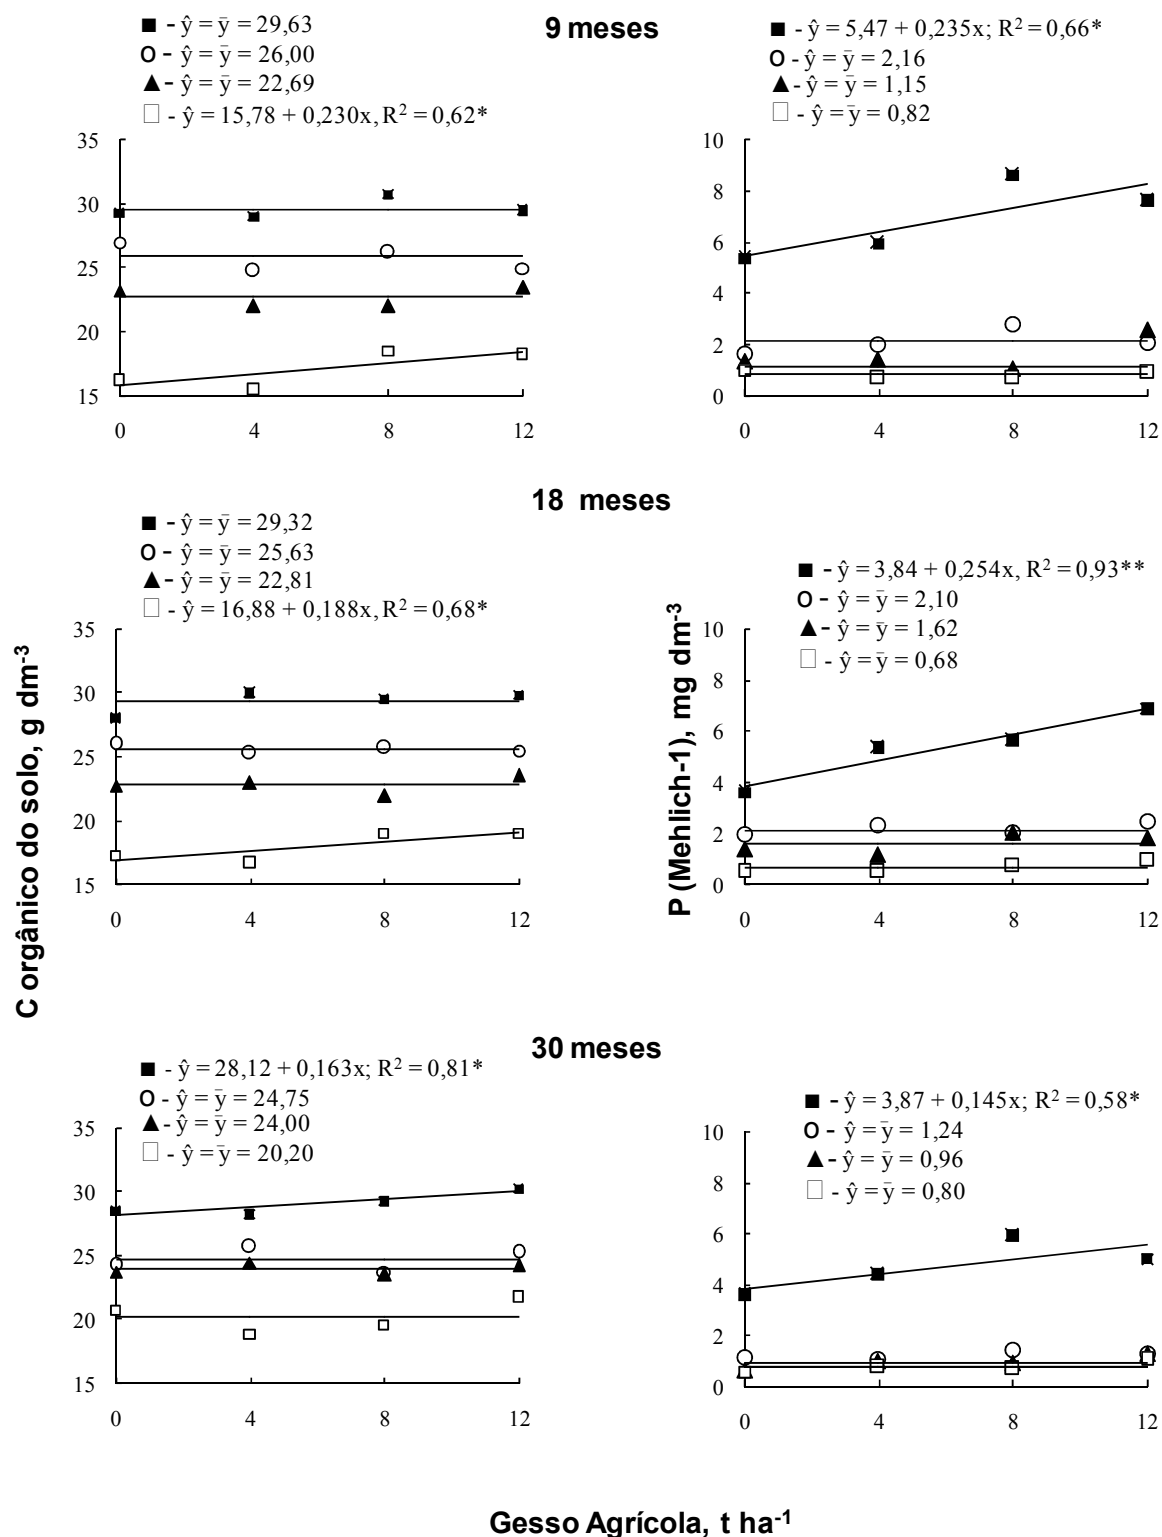 9 meses
■ - ŷ = ȳ = 29,63
O - ŷ = ȳ = 26,00
▲ - ŷ = ȳ = 22,69
□ - ŷ = 15,78 + 0,230x, R² = 0,62*
35
30
25
20
15
0 4 8 12
■ - ŷ = 5,47 + 0,235x; R² = 0,66*
O - ŷ = ȳ = 2,16
▲ - ŷ = ȳ = 1,15
□ - ŷ = ȳ = 0,82
10
8
6
4
2
0
0 4 8 12
18 meses
■ - ŷ = ȳ = 29,32
O - ŷ = ȳ = 25,63
▲ - ŷ = ȳ = 22,81
□ - ŷ = 16,88 + 0,188x, R² = 0,68*
35
30
25
20
15
0 4 8 12
■ - ŷ = 3,84 + 0,254x, R² = 0,93**
O - ŷ = ȳ = 2,10
▲ - ŷ = ȳ = 1,62
□ - ŷ = ȳ = 0,68
10
8
6
4
2
0
0 4 8 12
C orgânico do solo, g dm⁻³
P (Mehlich-1), mg dm⁻³
30 meses
■ - ŷ = 28,12 + 0,163x; R² = 0,81*
O - ŷ = ȳ = 24,75
▲ - ŷ = ȳ = 24,00
□ - ŷ = ȳ = 20,20
35
30
25
20
15
0 4 8 12
■ - ŷ = 3,87 + 0,145x; R² = 0,58*
O - ŷ = ȳ = 1,24
▲ - ŷ = ȳ = 0,96
□ - ŷ = ȳ = 0,80
10
8
6
4
2
0
0 4 8 12
Gesso Agrícola, t ha⁻¹